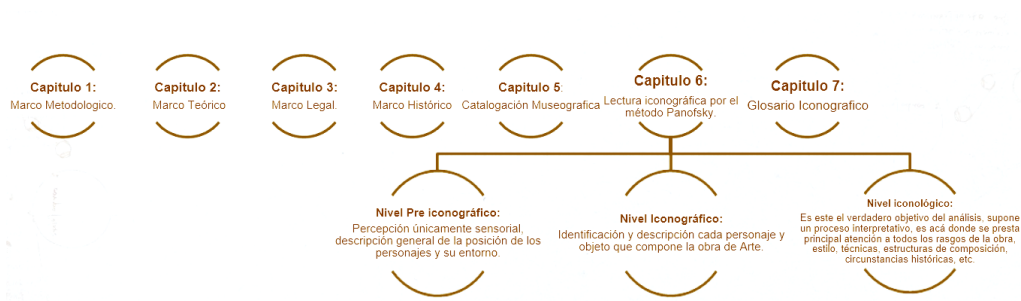 Capitulo 1:
Marco Metodologico.
Capitulo 2:
Marco Teórico
Capitulo 3:
Marco Legal.
Capitulo 4:
Marco Histórico
Capitulo 5:
Catalogación Museografica
Capitulo 6:
Lectura iconográfica por el
método Panofsky.
Capitulo 7:
Glosario Iconografico
Nivel Pre iconográfico:
Percepción únicamente sensorial,
descripción general de la posición de los
personajes y su entorno.
Nivel Iconográfico:
Identificación y descripción cada personaje y
objeto que compone la obra de Arte.
Nivel iconológico:
Es este el verdadero objetivo del análisis, supone
un proceso interpretativo, es acá donde se presta
principal atención a todos los rasgos de la obra,
estilo, técnicas, estructuras de composición,
circunstancias históricas, etc.